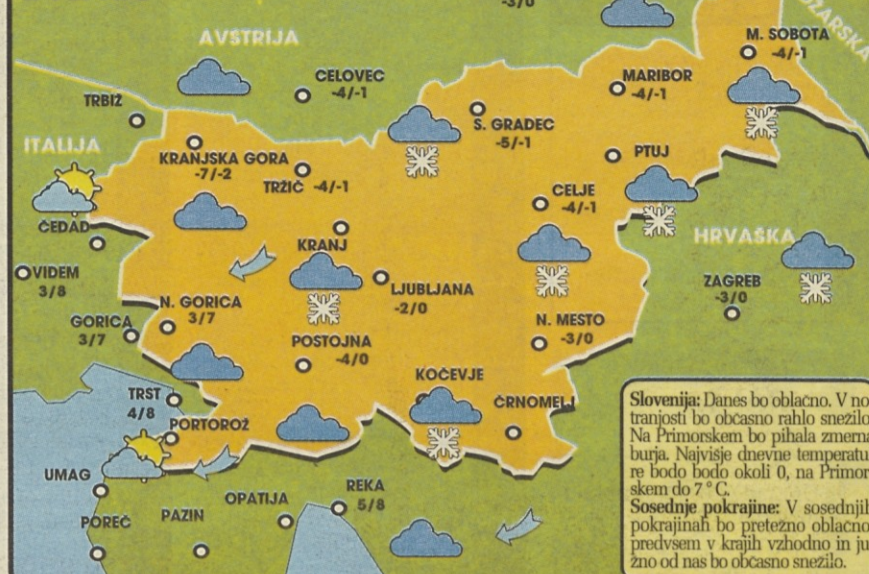 -3/0
AVSTRIJA
M. SOBOTA
-4/-1
CELOVEC
-4/-1
MARIBOR
-4/-1
TRBIŽ
S. GRADEC
-5/-1
ITALIJA
KRANJSKA GORA
-7/-2
PTUJ
TRŽIČ -4/-1
CELJE
-4/-1
ČEDAD
KRANJ
HRVAŠKA
VIDEM
3/8
LJUBLJANA
-2/0
ZAGREB
-3/0
N. GORICA
3/7
GORICA
3/7
N. MESTO
-3/0
POSTOJNA
-4/0
KOČEVJE
TRST
4/8
ČRNOMELJ
PORTOROŽ
UMAG
REKA
5/8
OPATIJA
POREČ
PAZIN
Slovenija: Danes bo oblačno. V no
tranjosti bo občasno rahlo snežilo
Na Primorskem bo pihala zmerna
burja. Najvišje dnevne temperatu
re bodo bodo okoli 0, na Primor
skem do 7 °C.
Sosednje pokrajine: V sosednjih
pokrajinah bo pretežno oblačno
predvsem v krajih vzhodno in ju
žno od nas bo občasno snežilo.